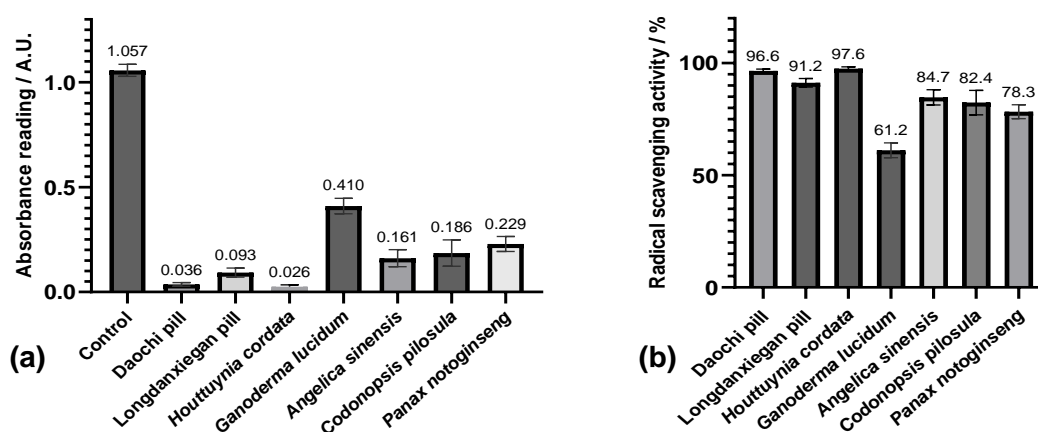 Absorbance reading / A.U.
1.0
0.5
0.0
1.057
0.036
0.093
0.026
0.410
0.161
0.186
0.229
Control
Daochi pill
Longdanxiegan pill
Houttuynia cordata
Ganoderma lucidum
Angelica sinensis
Codonopsis pilosula
Panax notoginseng
(a)
Radical scavenging activity / %
100
50
0
96.6
91.2
97.6
61.2
84.7
82.4
78.3
Daochi pill
Longdanxiegan pill
Houttuynia cordata
Ganoderma lucidum
Angelica sinensis
Codonopsis pilosula
Panax notoginseng
(b)